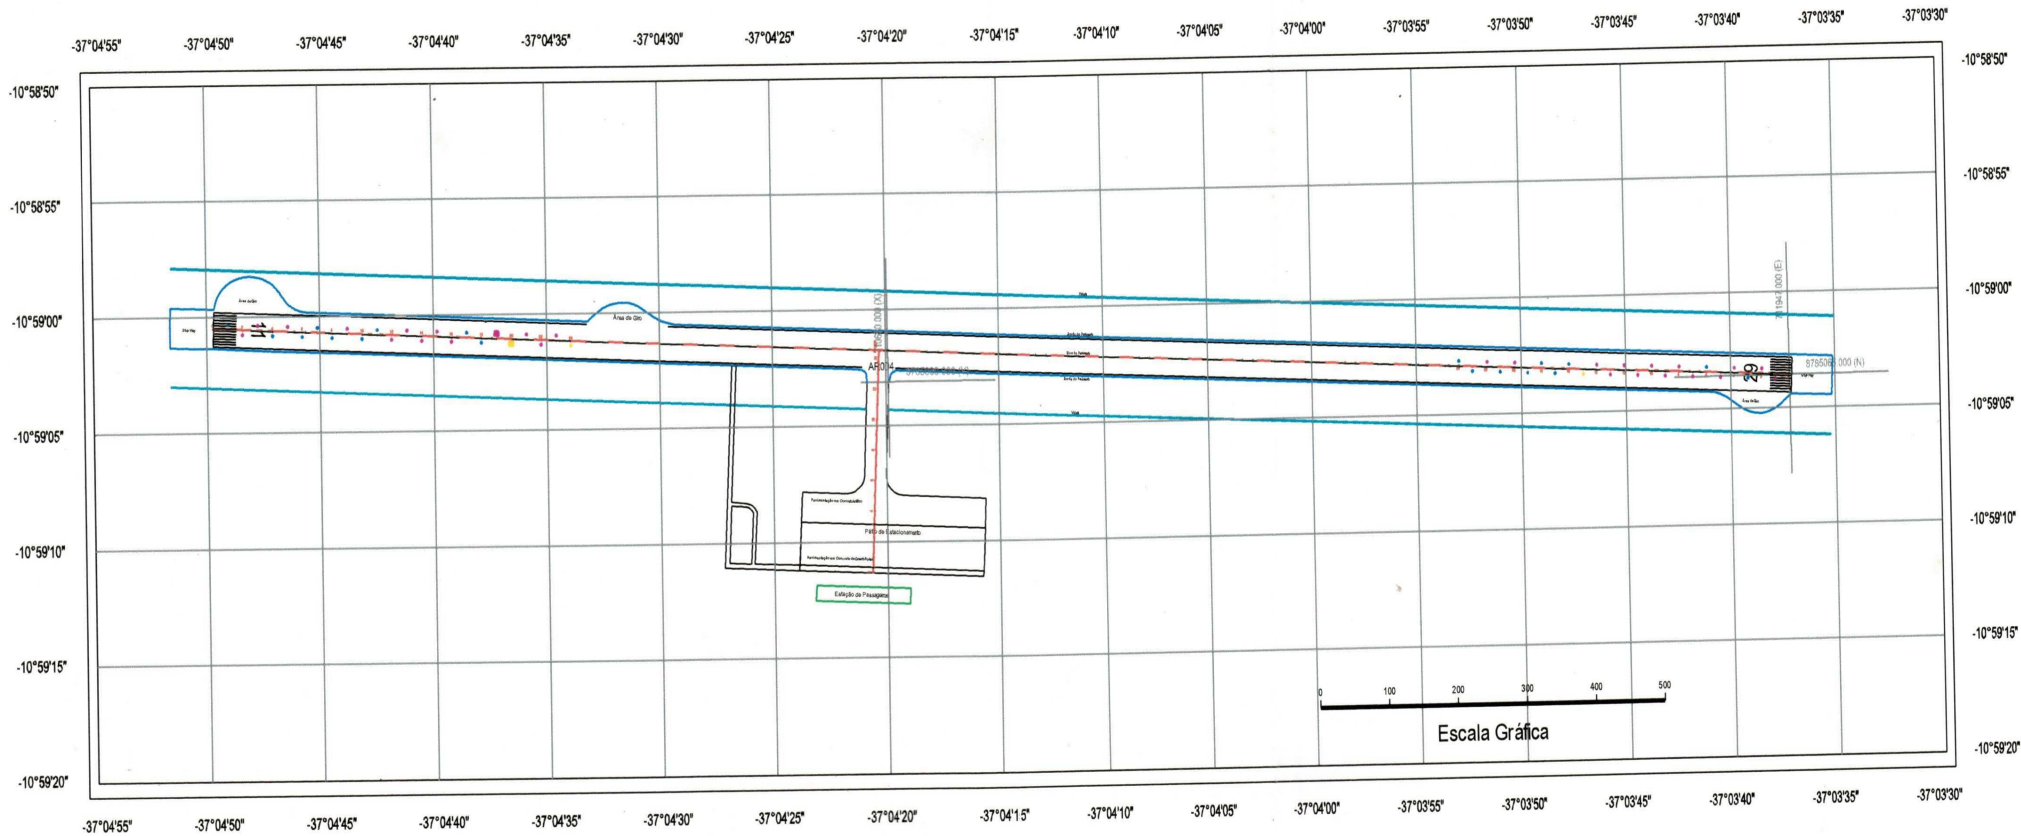 -37°04'55" -37°04'50" -37°04'45" -37°04'40" -37°04'35" -37°04'30" -37°04'25" -37°04'20" -37°04'15" -37°04'10" -37°04'05" -37°04'00" -37°03'55" -37°03'50" -37°03'45" -37°03'40" -37°03'35" -37°03'30"
-10°58'50" -10°58'50"
-10°58'55" -10°58'55"
-10°59'00" -10°59'00"
Área de Giro
11
29
-10°59'05" -10°59'05"
-10°59'10" -10°59'10"
Pátio de Estacionamento
Estação de Passageiros
-10°59'15" -10°59'15"
0 100 200 300 400 500
Escala Gráfica
-10°59'20" -10°59'20"
-37°04'55" -37°04'50" -37°04'45" -37°04'40" -37°04'35" -37°04'30" -37°04'25" -37°04'20" -37°04'15" -37°04'10" -37°04'05" -37°04'00" -37°03'55" -37°03'50" -37°03'45" -37°03'40" -37°03'35" -37°03'30"